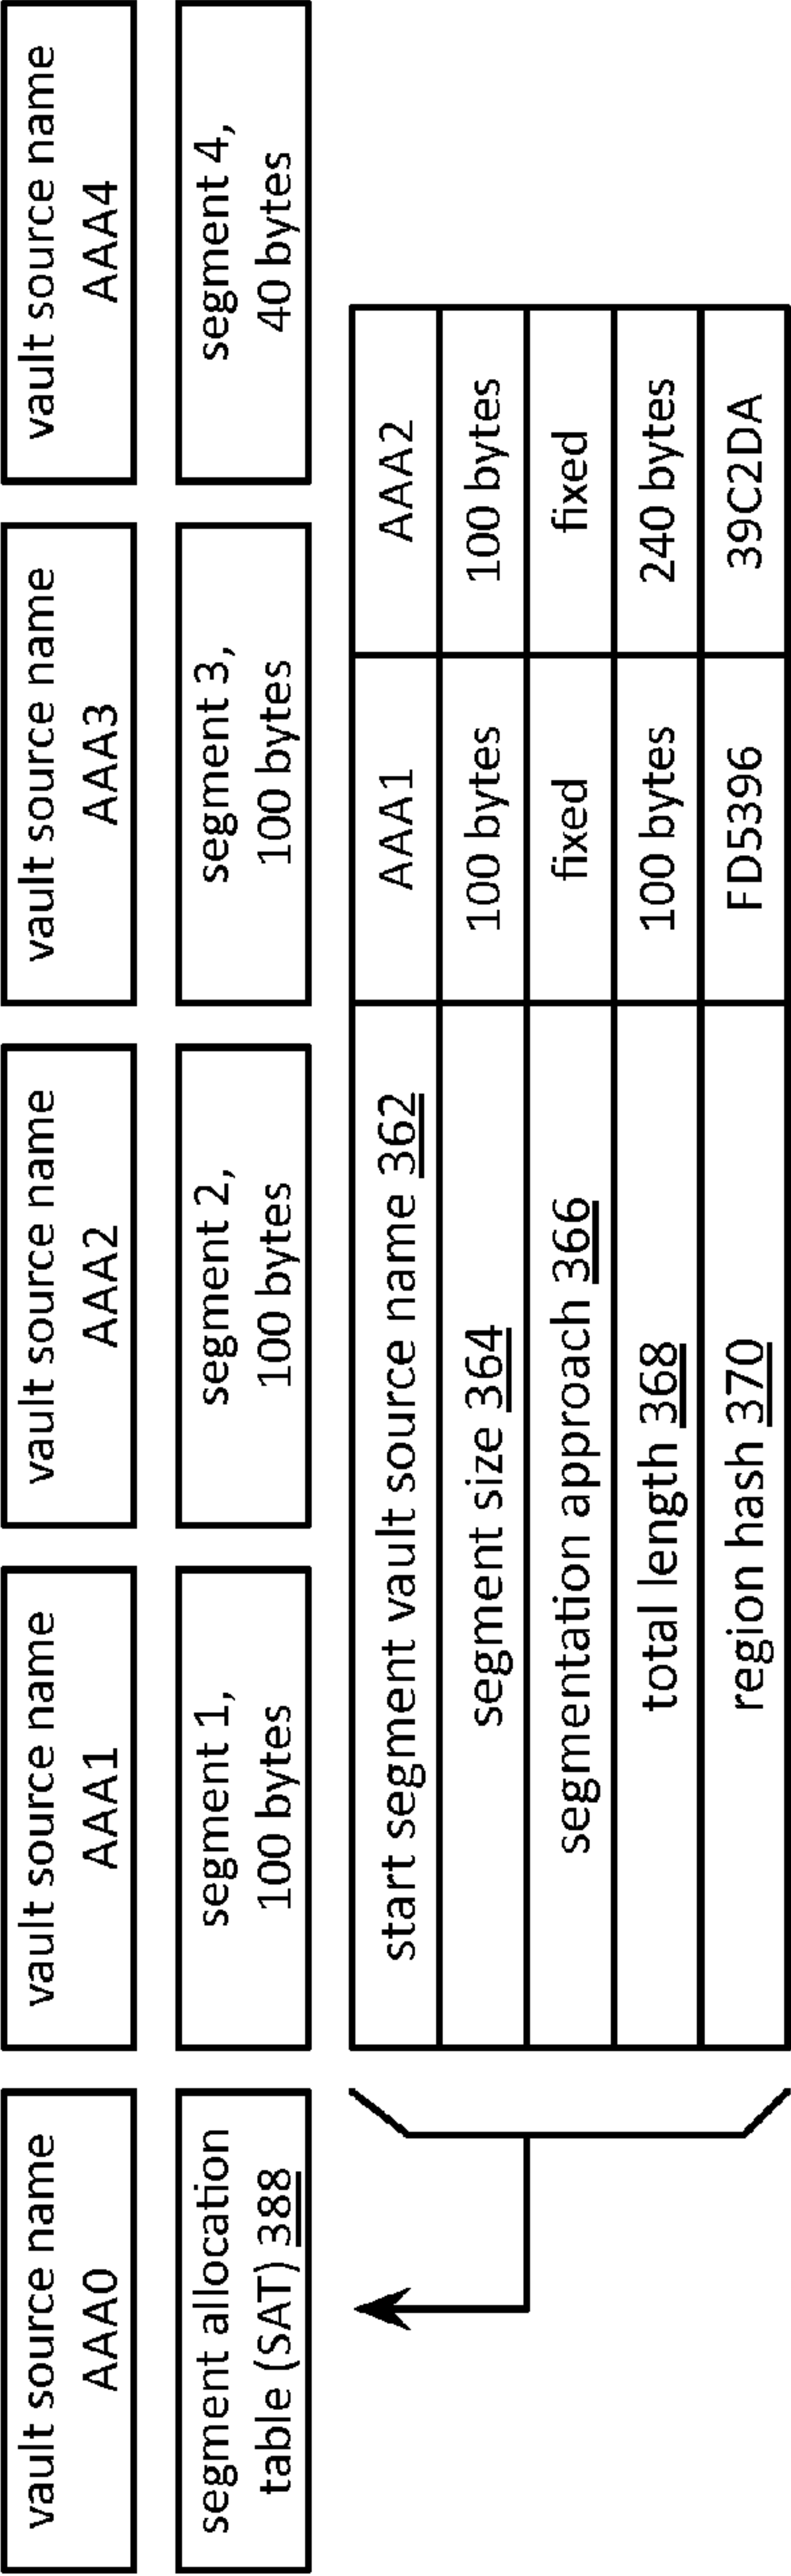 vault source name
AAA0
vault source name
AAA1
vault source name
AAA2
vault source name
AAA3
vault source name
AAA4
segment allocation
table (SAT) 388
segment 1,
100 bytes
segment 2,
100 bytes
segment 3,
100 bytes
segment 4,
40 bytes
start segment vault source name 362
AAA1
AAA2
segment size 364
100 bytes
100 bytes
segmentation approach 366
fixed
fixed
total length 368
100 bytes
240 bytes
region hash 370
FD5396
39C2DA